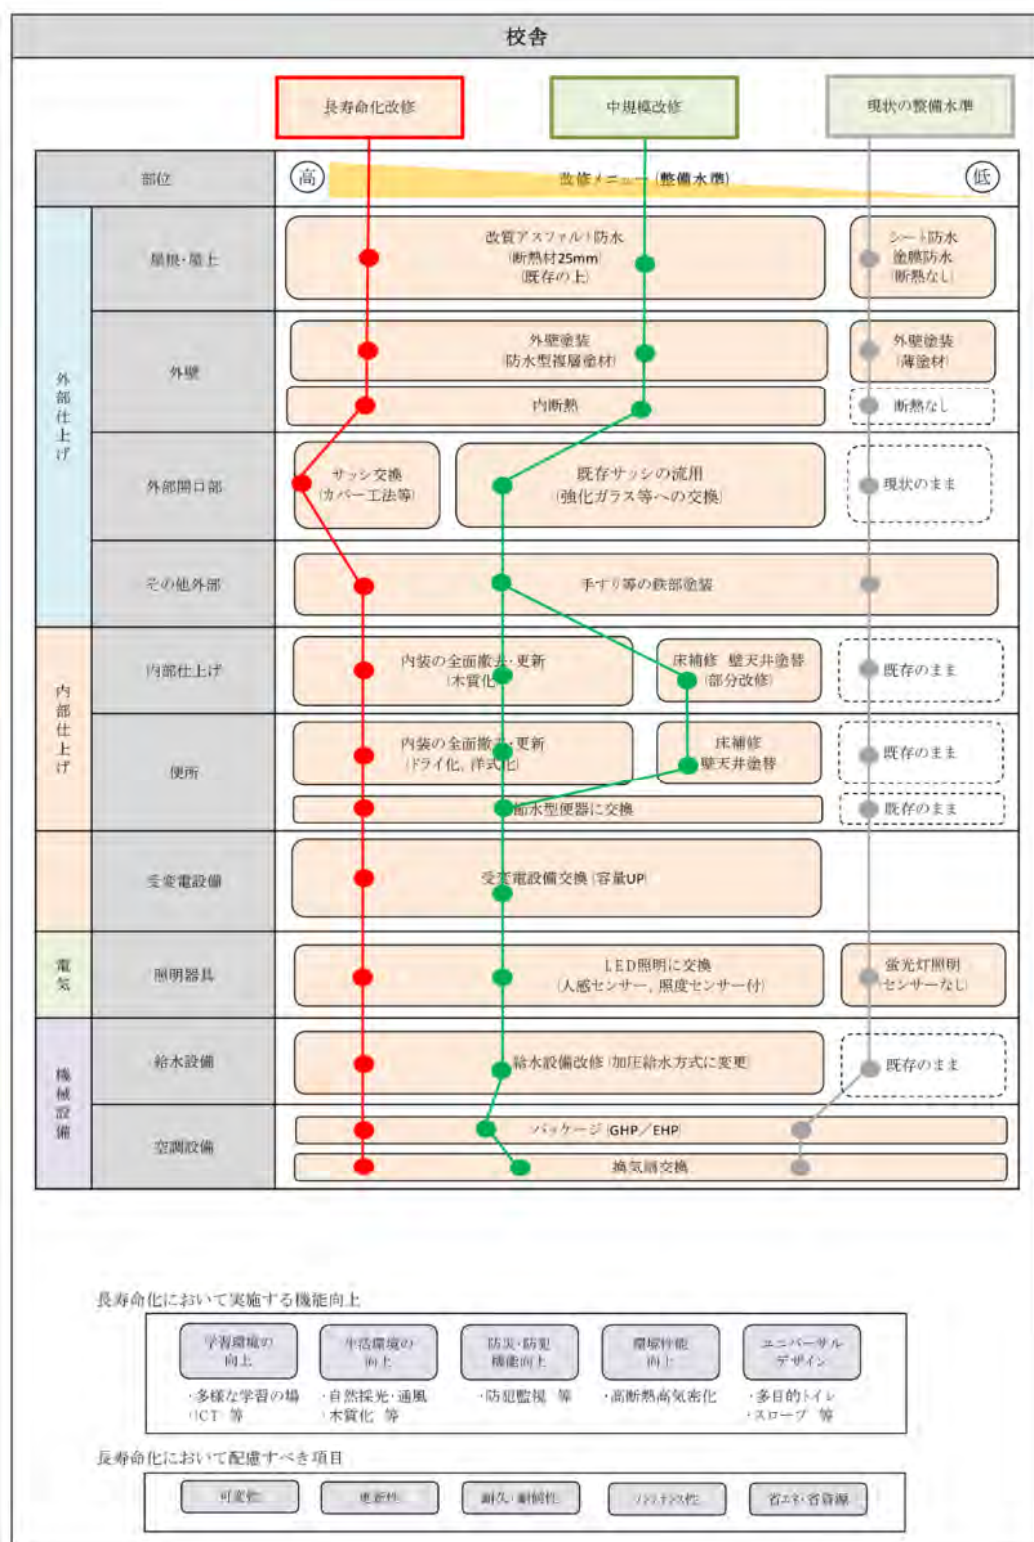 校舎
長寿命化改修
中規模改修
現状の整備水準
部位
高
改修メニュー (整備水準)
低
外部仕上げ
屋根・屋上
改質アスファルト防水
(断熱材25mm)
(既存の上)
シート防水
塗膜防水
(断熱なし)
外壁
外壁塗装
(防水型複層塗材)
外壁塗装
(薄塗材)
内断熱
断熱なし
外部開口部
サッシ交換
(カバー工法等)
既存サッシの流用
(強化ガラス等への交換)
現状のまま
その他外部
手すり等の鉄部塗装
内部仕上げ
内部仕上げ
内装の全面撤去・更新
(木質化)
床補修 壁天井塗替
(部分改修)
既存のまま
便所
内装の全面撤去・更新
(ドライ化, 洋式化)
床補修
壁天井塗替
既存のまま
節水型便器に交換
既存のまま
受変電設備
受変電設備交換 (容量UP)
電気
照明器具
LED照明に交換
(人感センサー, 照度センサー付)
蛍光灯照明
(センサーなし)
機械設備
給水設備
給水設備改修 (加圧給水方式に変更)
既存のまま
空調設備
パッケージ (GHP/EHP)
換気扇交換
長寿命化において実施する機能向上
学習環境の
向上
生活環境の
向上
防災・防犯
機能向上
環境性能
向上
ユニバーサル
デザイン
・多様な学習の場
・ICT 等
・自然採光・通風
・木質化 等
・防犯監視 等
・高断熱高気密化
・多目的トイレ
・スロープ 等
長寿命化において配慮すべき項目
可変性
更新性
耐久・耐候性
メンテナンス性
省エネ・省資源